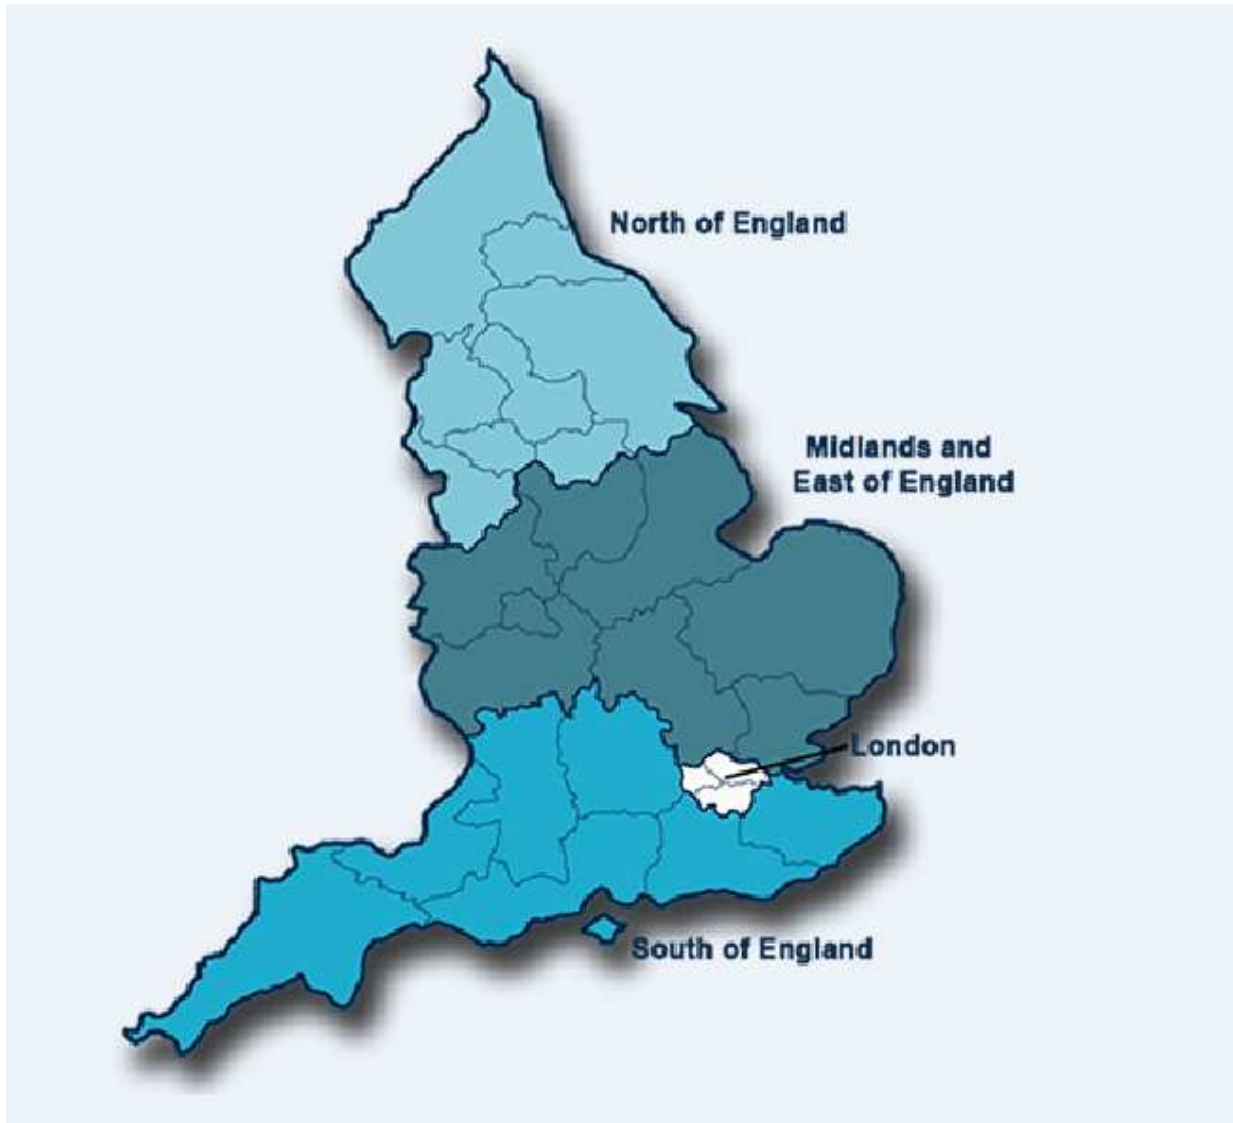 North of England
Midlands and
East of England
London
South of England